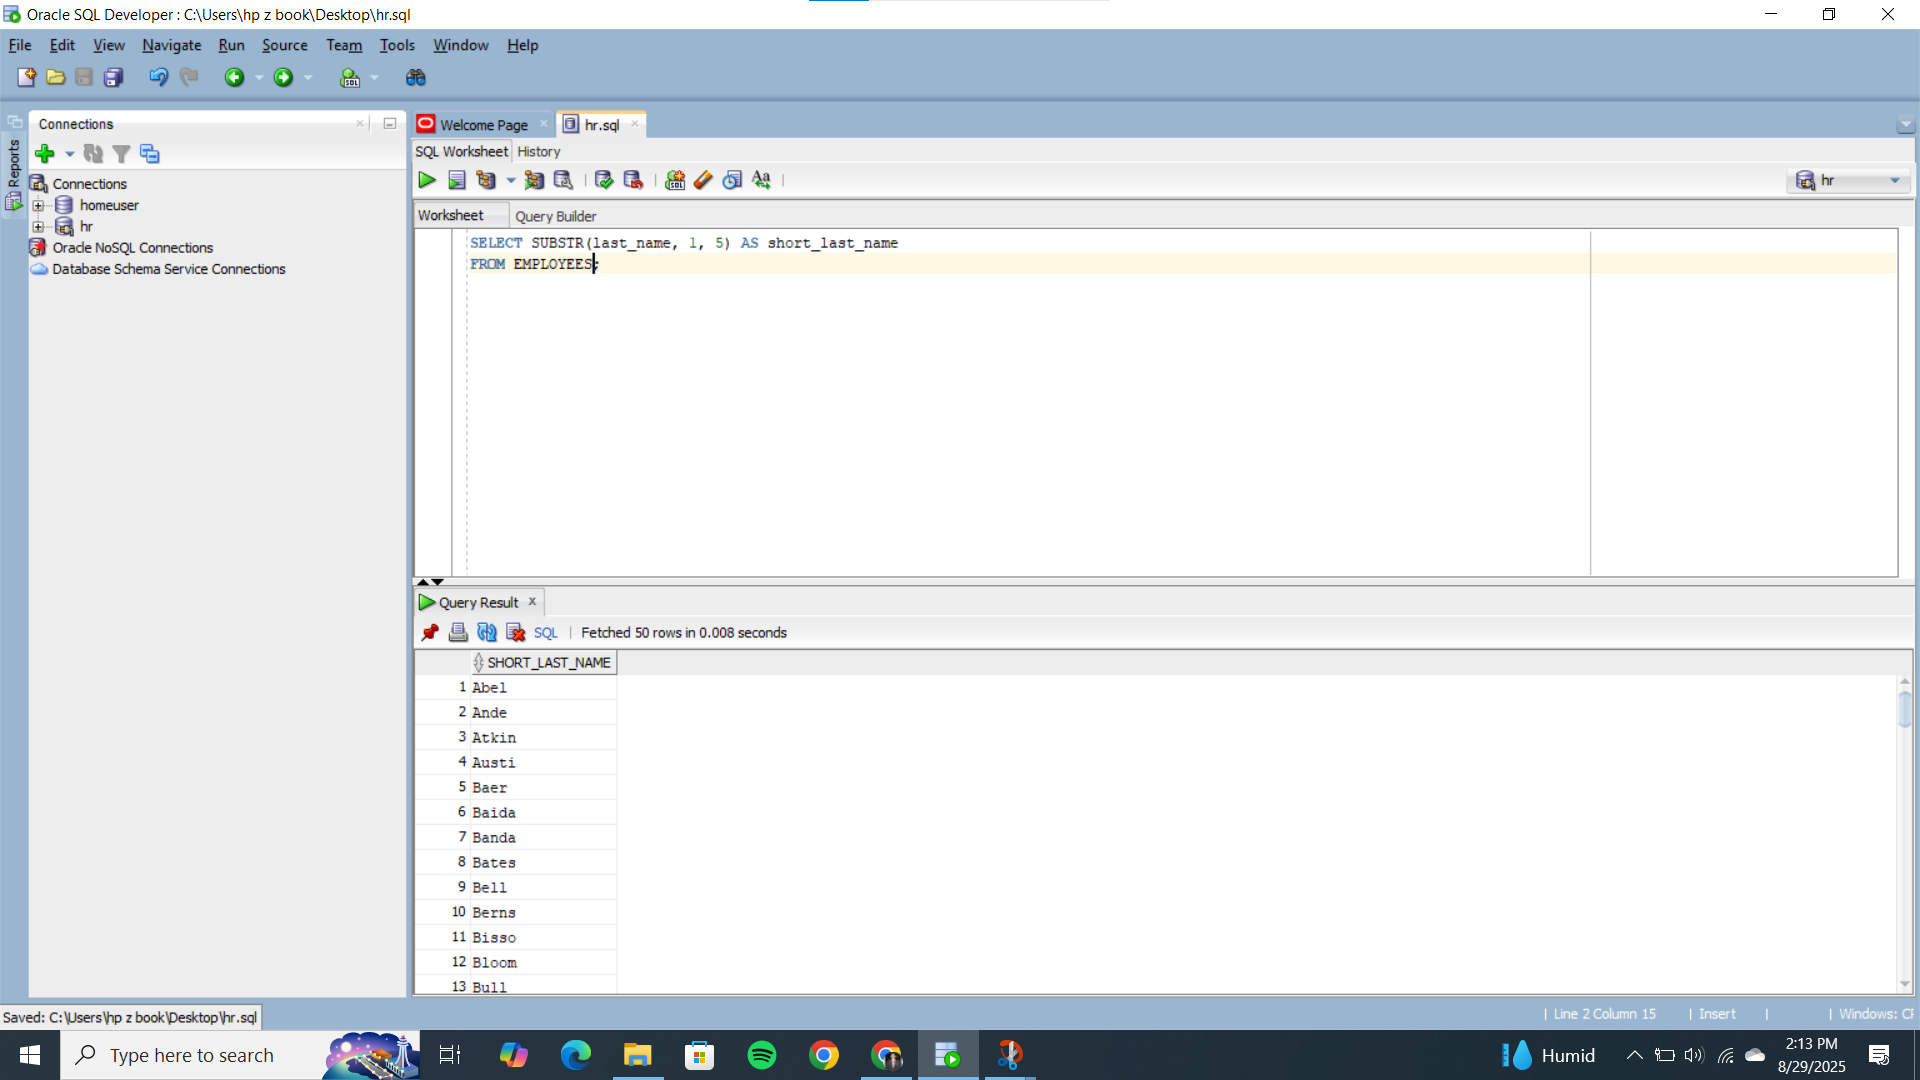 Oracle SQL Developer : C:\Users\hp z book\Desktop\hr.sql
File Edit View Navigate Run Source Team Tools Window Help
Reports
Connections
Connections
homeuser
hr
Oracle NoSQL Connections
Database Schema Service Connections
Welcome Page
hr.sql
SQL Worksheet History
hr
Worksheet Query Builder
SELECT SUBSTR(last_name, 1, 5) AS short_last_name
FROM EMPLOYEES;
Query Result
SQL | Fetched 50 rows in 0.008 seconds
SHORT_LAST_NAME
1 Abel
2 Ande
3 Atkin
4 Austi
5 Baer
6 Baida
7 Banda
8 Bates
9 Bell
10 Berns
11 Bisso
12 Bloom
13 Bull
Saved: C:\Users\hp z book\Desktop\hr.sql
| Line 2 Column 15 | Insert | | Windows: CF
Type here to search
Humid
2:13 PM
8/29/2025